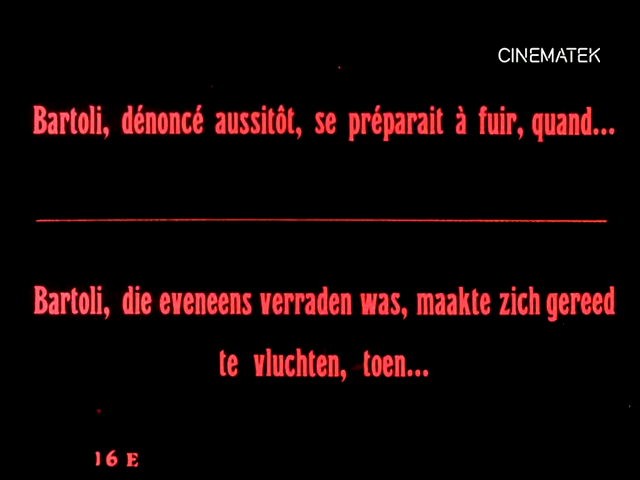 CINEMATEK
Bartoli, dénoncé aussitôt, se préparait à fuir, quand...
Bartoli, die eveneens verraden was, maakte zich gereed
te vluchten, toen...
16 E